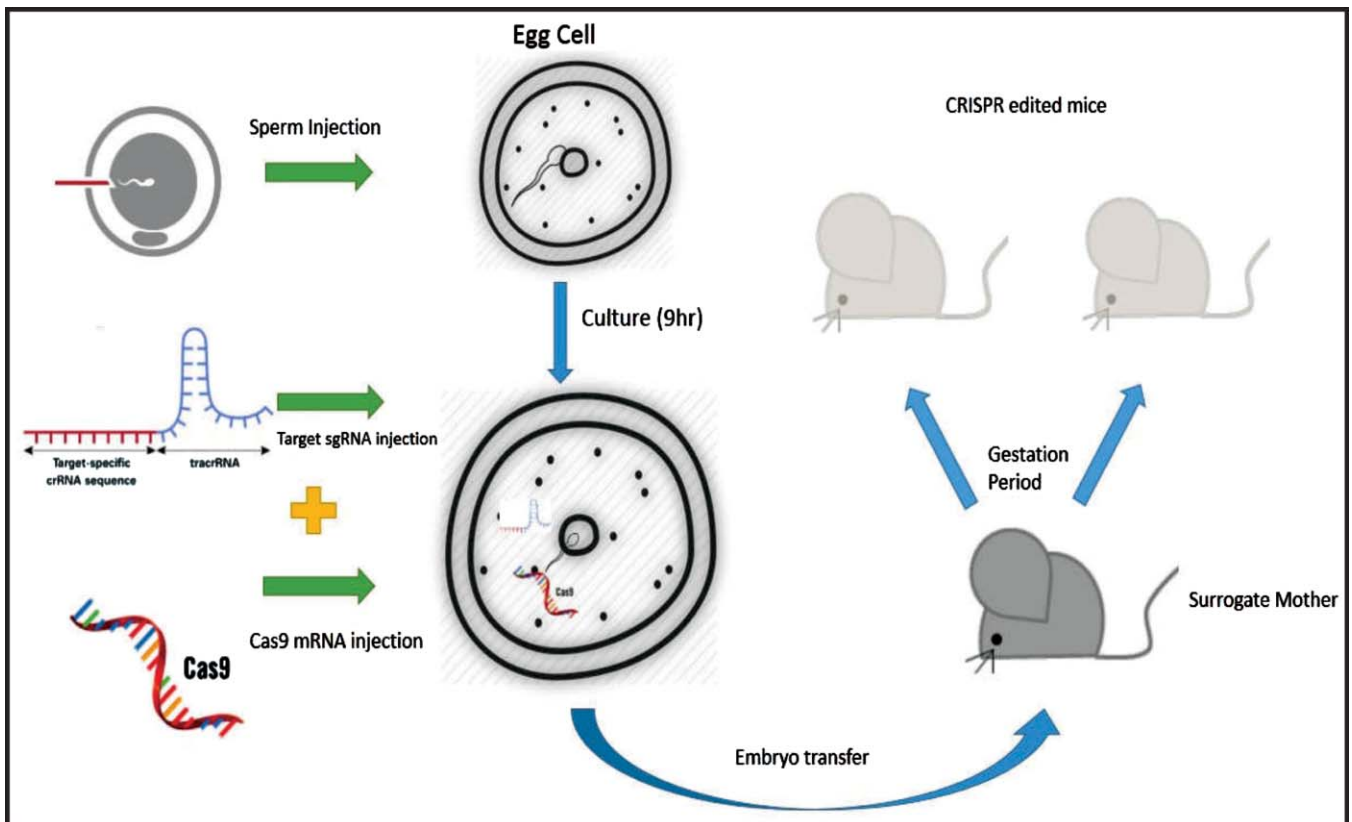 Egg Cell
Sperm Injection
CRISPR edited mice
Culture (9hr)
Target sgRNA injection
Target-specific
crRNA sequence
tracrRNA
Gestation
Period
Cas9
Surrogate Mother
Cas9 mRNA injection
Cas9
Embryo transfer